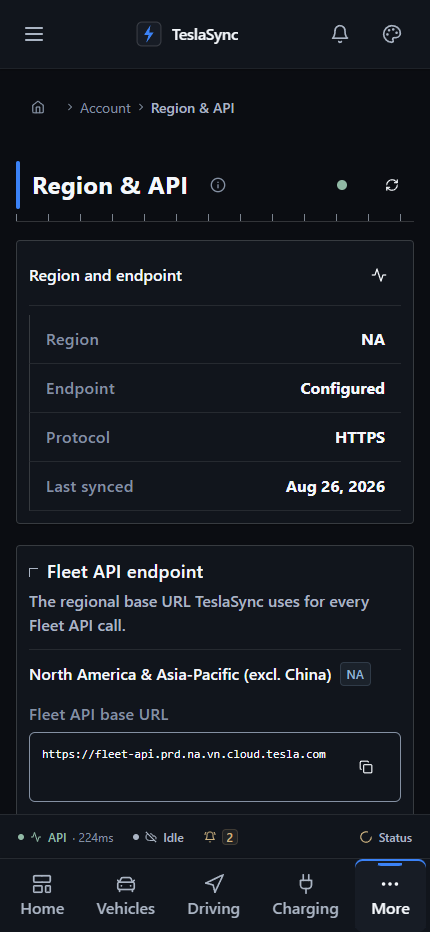 TeslaSync
Account
Region & API
Region & API
Region and endpoint
Region NA
Endpoint Configured
Protocol HTTPS
Last synced Aug 26, 2026
Fleet API endpoint
The regional base URL TeslaSync uses for every
Fleet API call.
North America & Asia-Pacific (excl. China) NA
Fleet API base URL
https://fleet-api.prd.na.vn.cloud.tesla.com
API · 224ms Idle 2 Status
Home Vehicles Driving Charging More